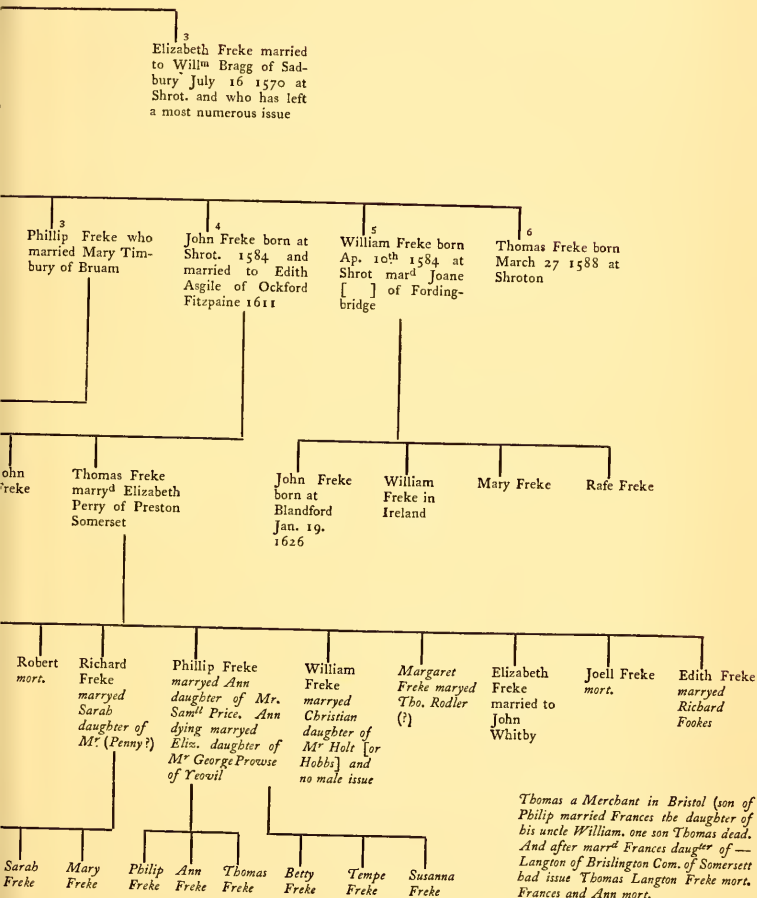 3
Elizabeth Freke married
to Willm Bragg of Sad-
bury July 16 1570 at
Shrot. and who has left
a most numerous issue
3
Phillip Freke who
married Mary Tim-
bury of Bruam
4
John Freke born at
Shrot. 1584 and
married to Edith
Asgile of Ockford
Fitzpaine 1611
5
William Freke born
Ap. 10th 1584 at
Shrot mard Joane
[ ] of Fording-
bridge
6
Thomas Freke born
March 27 1588 at
Shroton
ohn
Freke
Thomas Freke
marryd Elizabeth
Perry of Preston
Somerset
John Freke
born at
Blandford
Jan. 19.
1626
William
Freke in
Ireland
Mary Freke
Rafe Freke
Robert
mort.
Richard
Freke
marryed
Sarah
daughter of
Mr. (Penny?)
Phillip Freke
marryed Ann
daughter of Mr.
Samll Price. Ann
dying marryed
Eliz. daughter of
Mr George Prowse
of Yeovil
William
Freke
marryed
Christian
daughter of
Mr Holt [or
Hobbs] and
no male issue
Margaret
Freke maryed
Tho. Rodler
(?)
Elizabeth
Freke
married to
John
Whitby
Joell Freke
mort.
Edith Freke
marryed
Richard
Fookes
Sarah
Freke
Mary
Freke
Philip
Freke
Ann
Freke
Thomas
Freke
Betty
Freke
Tempe
Freke
Susanna
Freke
Thomas a Merchant in Bristol (son of
Philip married Frances the daughter of
his uncle William. one son Thomas dead.
And after marrd Frances daugter of —
Langton of Brislington Com. of Somersett
had issue Thomas Langton Freke mort.
Frances and Ann mort.